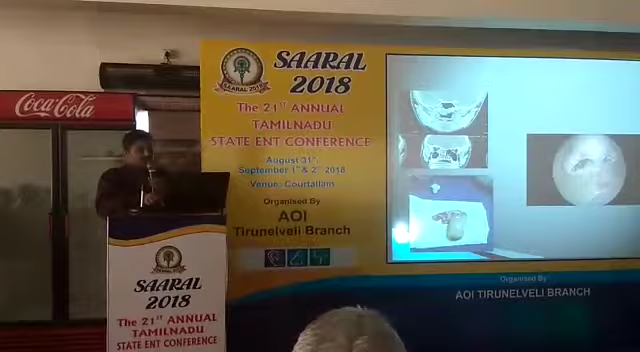 Coca-Cola
SAARAL 2018
SAARAL
2018
The 21ST ANNUAL
TAMILNADU
STATE ENT CONFERENCE
August 31st,
September 1st & 2nd 2018
Venue: Courtallam
Organised By
AOI
Tirunelveli Branch
Organised By
AOI TIRUNELVELI BRANCH
SAARAL
2018
The 21ST ANNUAL
TAMILNADU
STATE ENT CONFERENCE